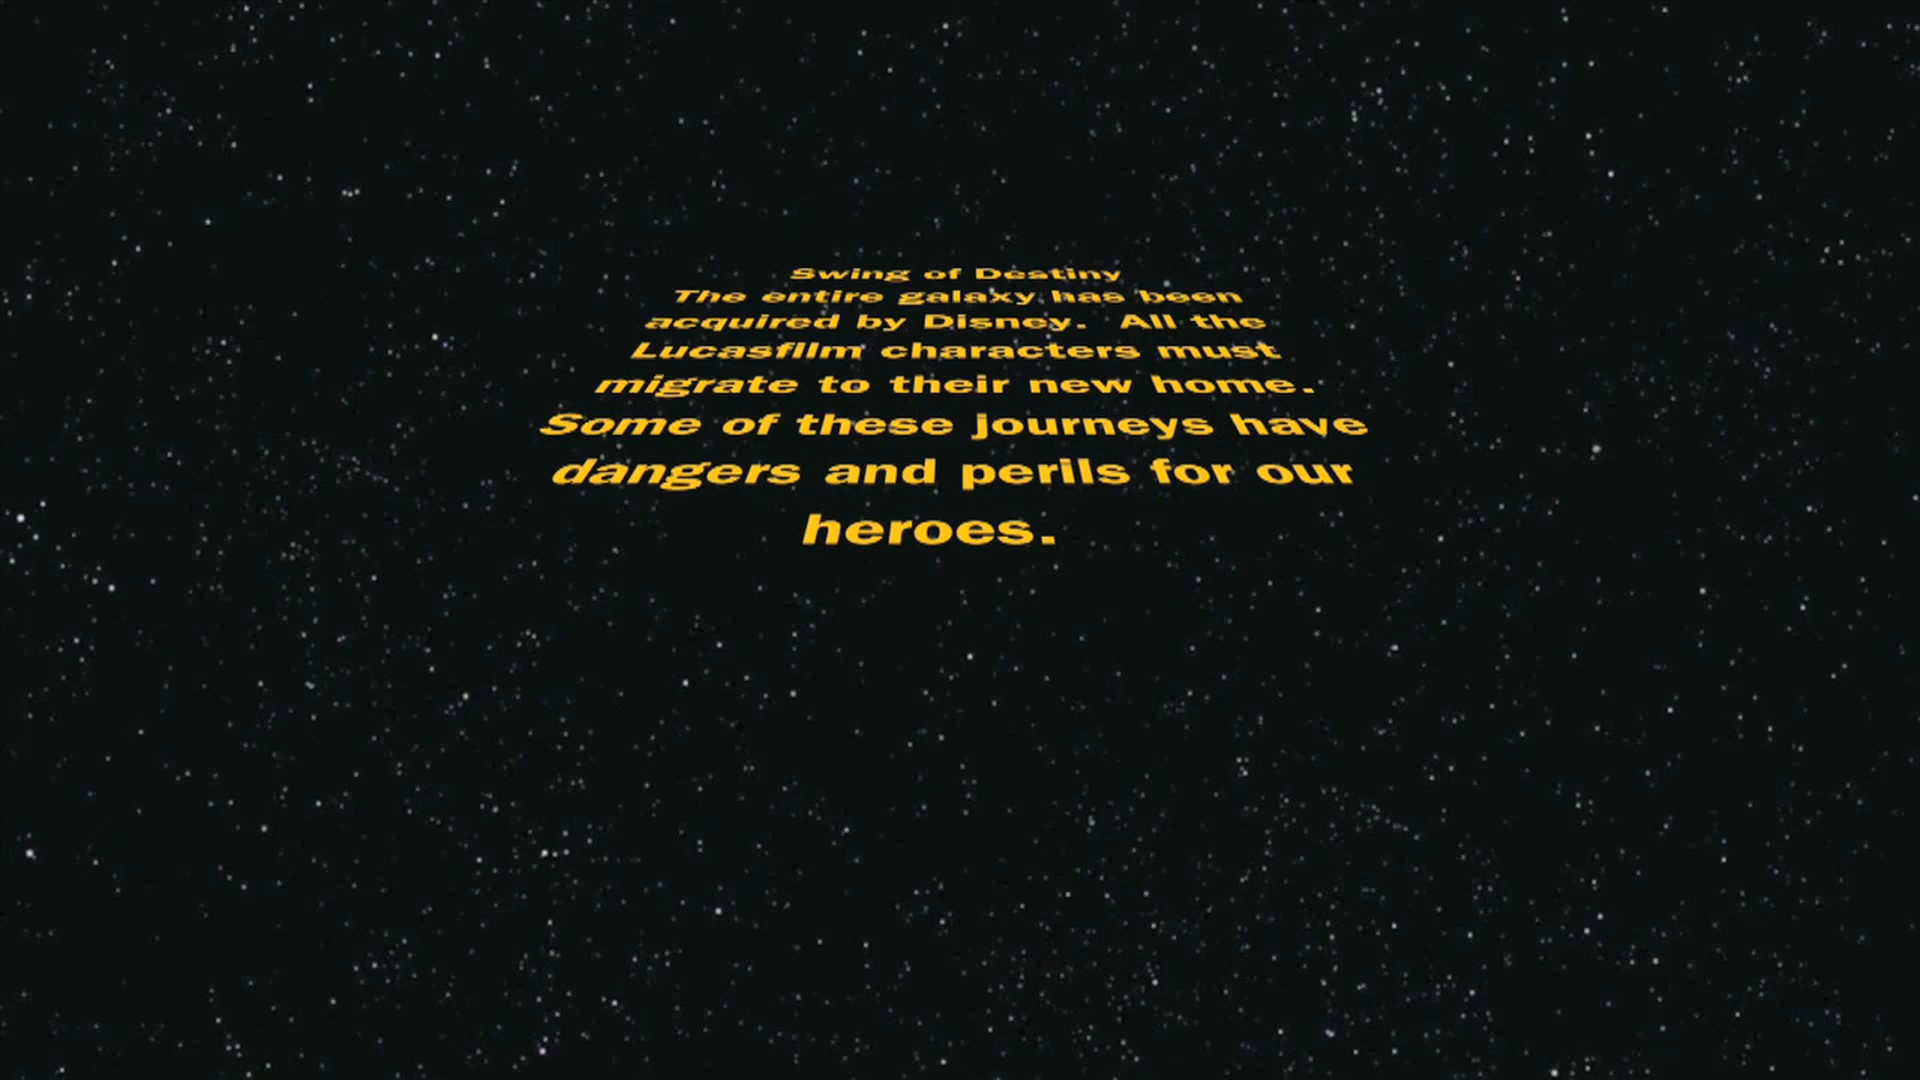 Swing of Destiny
The entire galaxy has been
acquired by Disney.  All the
Lucasfilm characters must
migrate to their new home.
Some of these journeys have
dangers and perils for our
heroes.